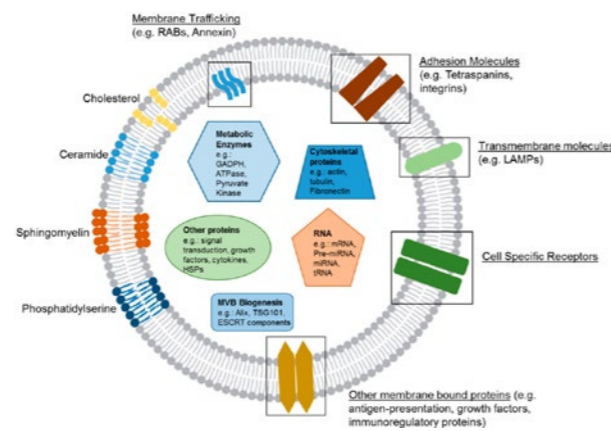 Membrane Trafficking
(e.g. RABs, Annexin)
Adhesion Molecules
(e.g. Tetraspanins,
integrins)
Cholesterol
Ceramide
Sphingomyelin
Phosphatidylserine
Metabolic
Enzymes
e.g.:
GADPH,
ATPase,
Pyruvate
Kinase
Cytoskeletal
proteins
e.g.: actin,
tubulin,
Fibronectin
Transmembrane molecules
(e.g. LAMPs)
Other proteins
e.g.: signal
transduction, growth
factors, cytokines,
HSPs
RNA
e.g.: mRNA,
Pre-miRNA,
miRNA,
tRNA
Cell Specific Receptors
MVB Biogenesis
e.g.: Alix, TSG101,
ESCRT components
Other membrane bound proteins (e.g.
antigen-presentation, growth factors,
immunoregulatory proteins)